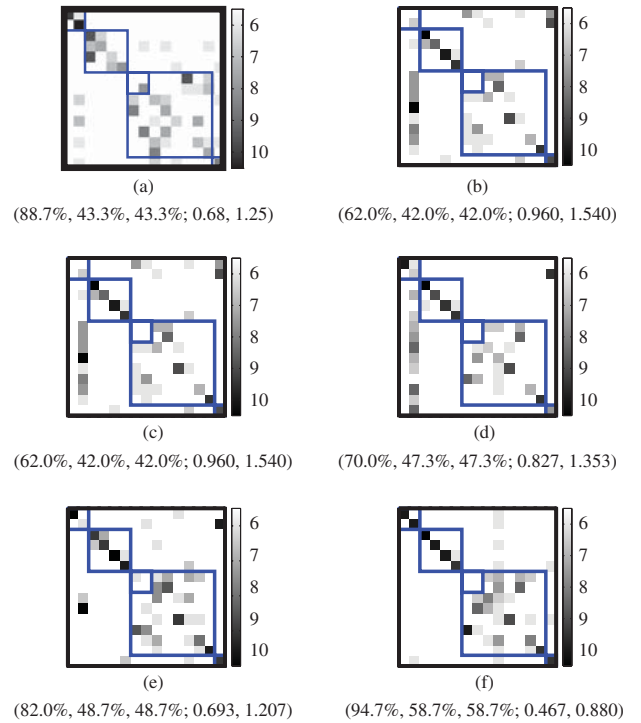 6
7
8
9
10
(a)
(88.7%, 43.3%, 43.3%; 0.68, 1.25)
6
7
8
9
10
(b)
(62.0%, 42.0%, 42.0%; 0.960, 1.540)
6
7
8
9
10
(c)
(62.0%, 42.0%, 42.0%; 0.960, 1.540)
6
7
8
9
10
(d)
(70.0%, 47.3%, 47.3%; 0.827, 1.353)
6
7
8
9
10
(e)
(82.0%, 48.7%, 48.7%; 0.693, 1.207)
6
7
8
9
10
(f)
(94.7%, 58.7%, 58.7%; 0.467, 0.880)